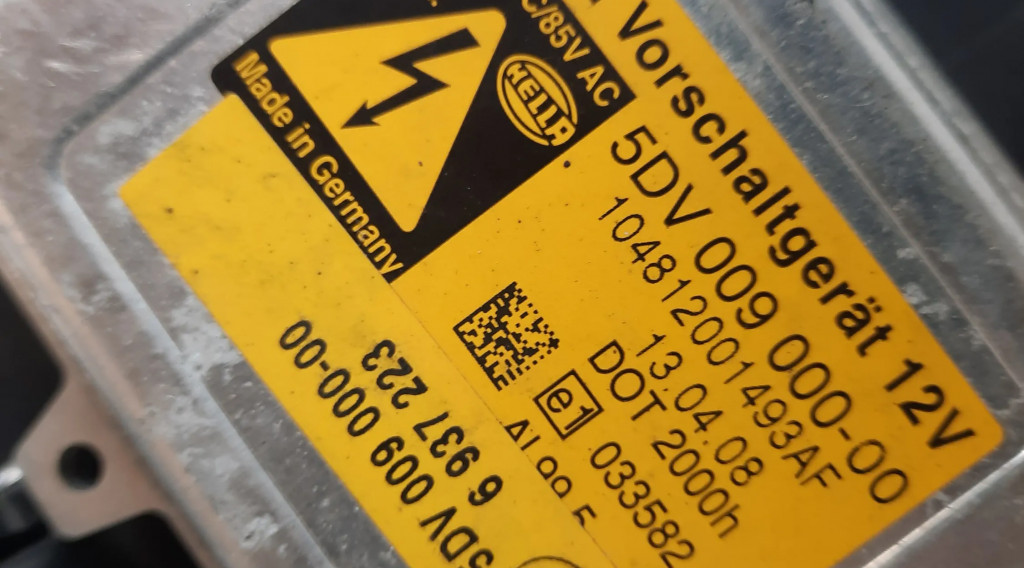 Vorschaltgerät 12V
C/85V AC
HELLA
5DV 009 000-00
104812001493AF
13.04.08
DOT 2000h
e1 033582
Made in Germany
5DV 009 000-00
6 937 223